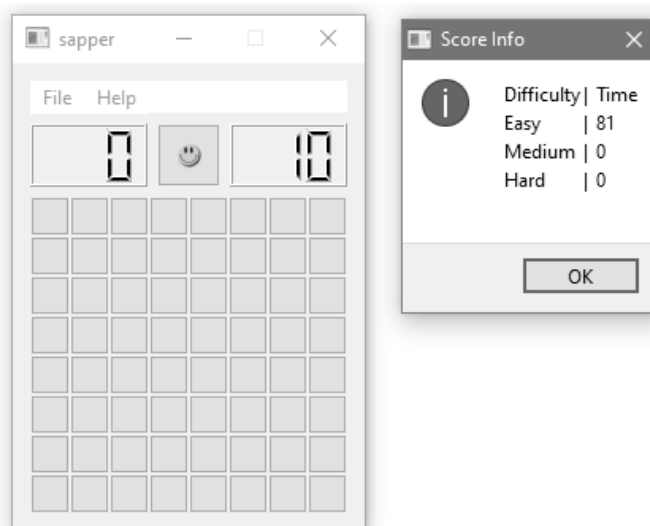 sapper
File Help
0 10
Score Info
Difficulty| Time
Easy | 81
Medium | 0
Hard | 0
OK